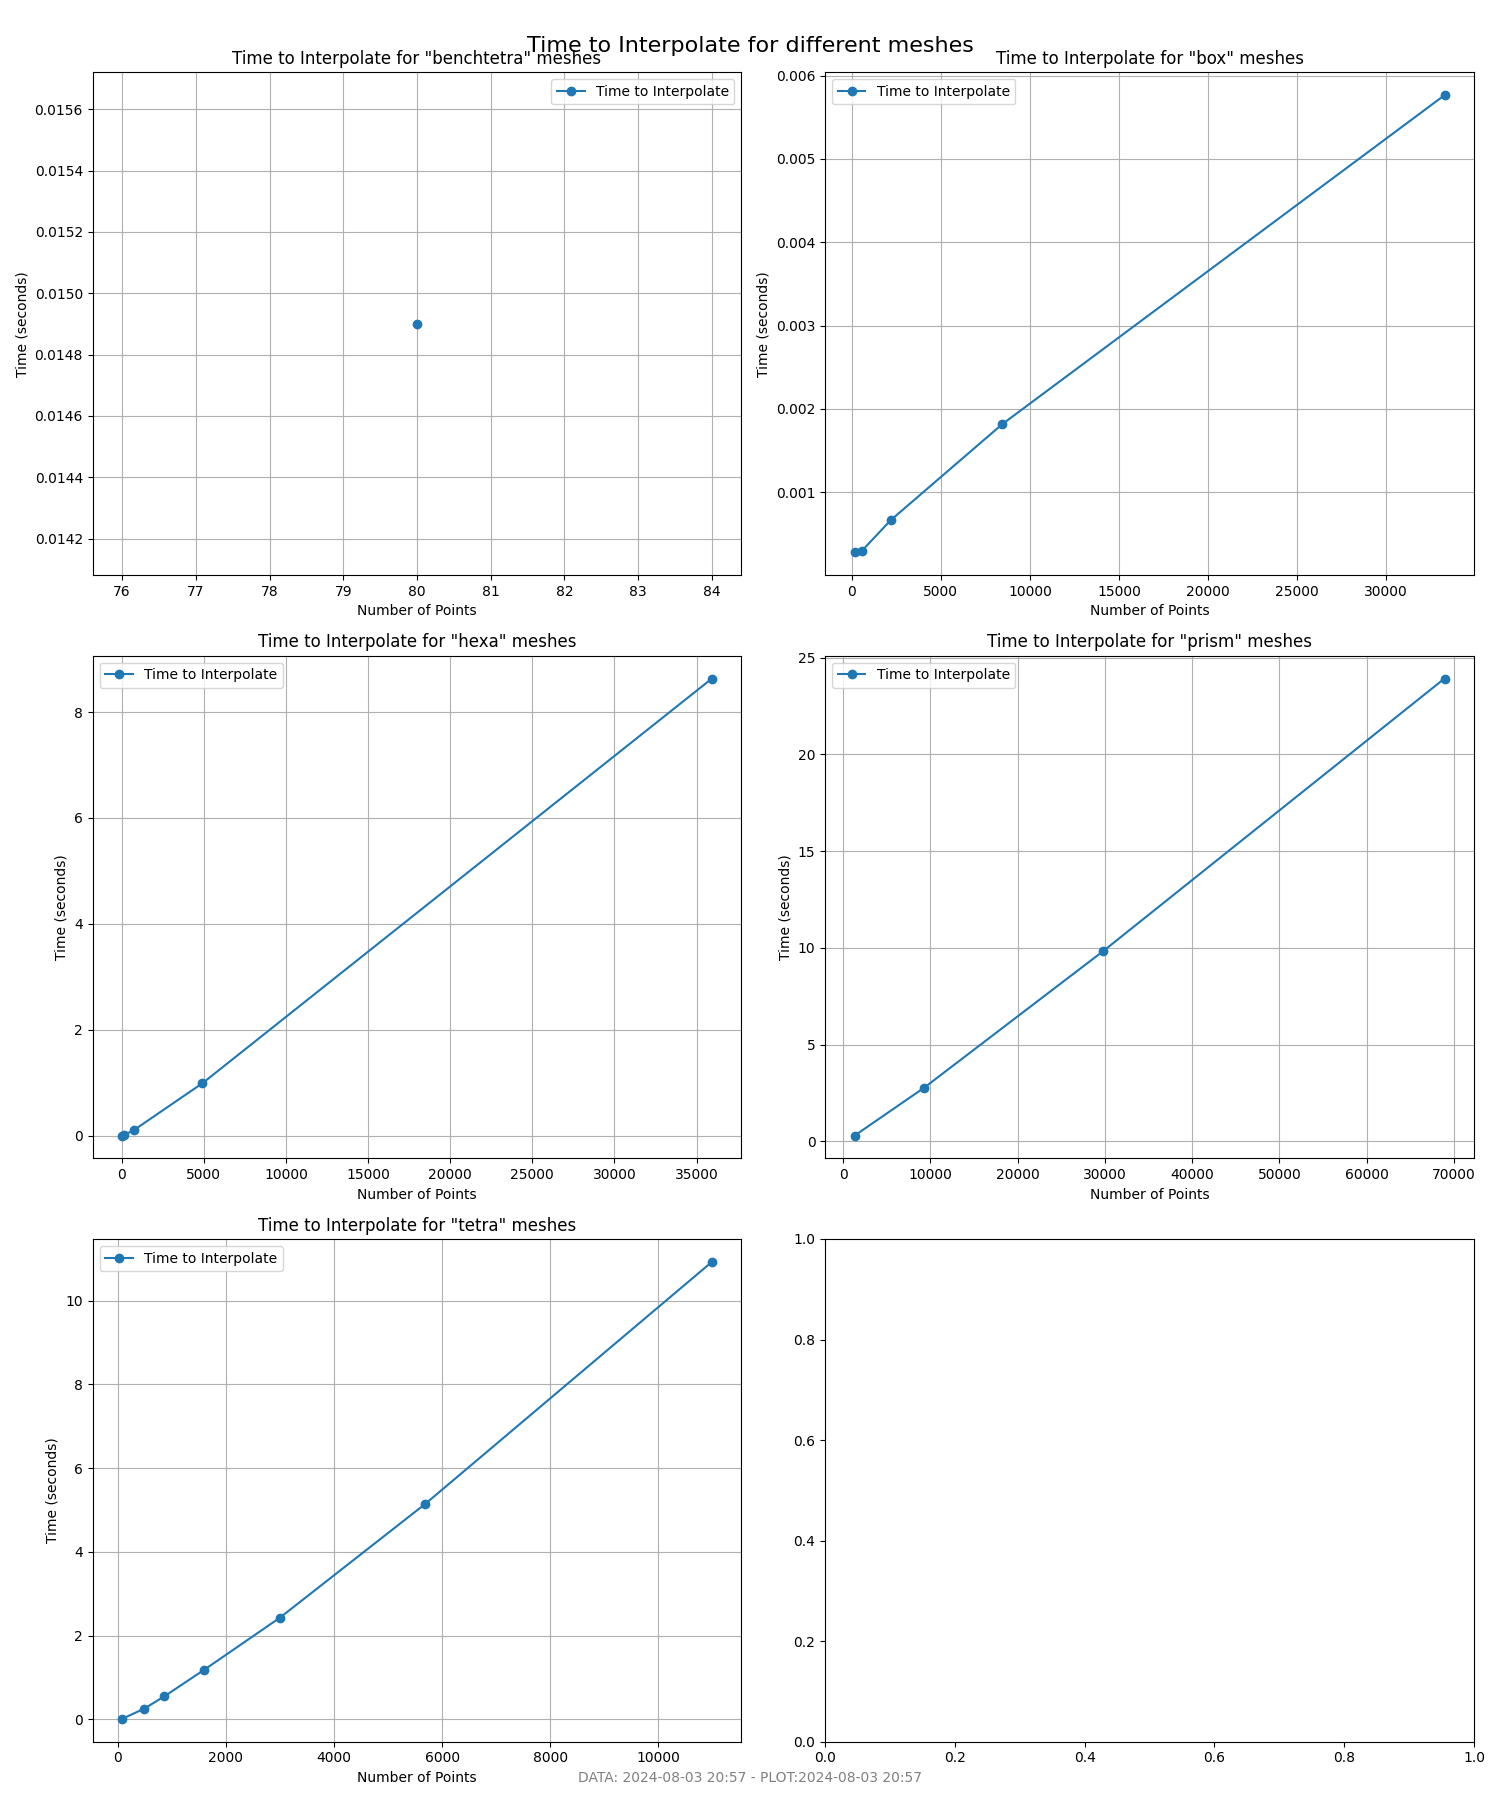 Time to Interpolate for different meshes
Time to Interpolate for "benchtetra" meshes
Time to Interpolate
0.0156
0.0154
0.0152
0.0150
0.0148
0.0146
0.0144
0.0142
Time (seconds)
76 77 78 79 80 81 82 83 84
Number of Points
Time to Interpolate for "box" meshes
Time to Interpolate
0.006
0.005
0.004
0.003
0.002
0.001
Time (seconds)
0 5000 10000 15000 20000 25000 30000
Number of Points
Time to Interpolate for "hexa" meshes
Time to Interpolate
8
6
4
2
0
Time (seconds)
0 5000 10000 15000 20000 25000 30000 35000
Number of Points
Time to Interpolate for "prism" meshes
Time to Interpolate
25
20
15
10
5
0
Time (seconds)
0 10000 20000 30000 40000 50000 60000 70000
Number of Points
Time to Interpolate for "tetra" meshes
Time to Interpolate
10
8
6
4
2
0
Time (seconds)
0 2000 4000 6000 8000 10000
Number of Points
1.0
0.8
0.6
0.4
0.2
0.0
0.0 0.2 0.4 0.6 0.8 1.0
DATA: 2024-08-03 20:57 - PLOT:2024-08-03 20:57